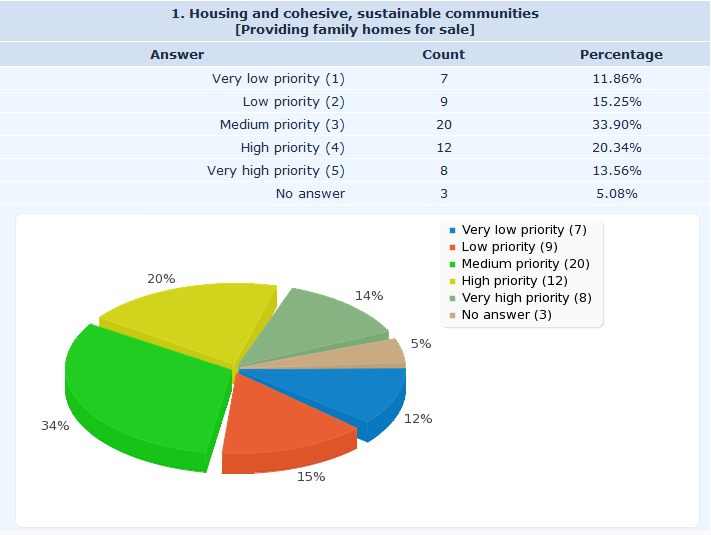 1. Housing and cohesive, sustainable communities
[Providing family homes for sale]
Answer Count Percentage
Very low priority (1) 7 11.86%
Low priority (2) 9 15.25%
Medium priority (3) 20 33.90%
High priority (4) 12 20.34%
Very high priority (5) 8 13.56%
No answer 3 5.08%
Very low priority (7)
Low priority (9)
Medium priority (20)
High priority (12)
Very high priority (8)
No answer (3)
20%
14%
5%
12%
34%
15%